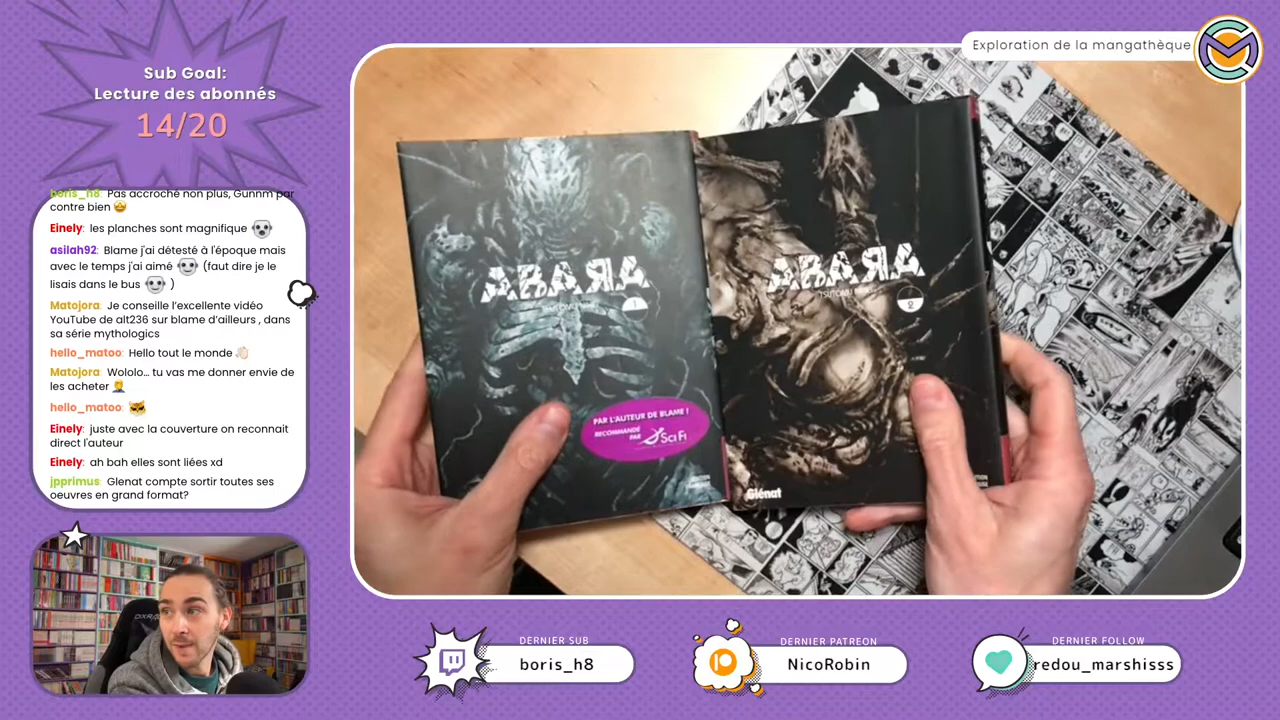 Sub Goal:
Lecture des abonnés
14/20
Exploration de la mangathèque
boris_h8: Pas accroché non plus, Gunnm par
contre bien
Einely: les planches sont magnifique
asilah92: Blame j'ai détesté à l'époque mais
avec le temps j'ai aimé (faut dire je le
lisais dans le bus )
Matojora: Je conseille l'excellente vidéo
YouTube de alt236 sur blame d'ailleurs , dans
sa série mythologics
hello_matoo: Hello tout le monde
Matojora: Wololo... tu vas me donner envie de
les acheter
hello_matoo:
Einely: juste avec la couverture on reconnait
direct l'auteur
Einely: ah bah elles sont liées xd
jpprimus: Glenat compte sortir toutes ses
oeuvres en grand format?
ABARA
1
PAR L'AUTEUR DE BLAME !
RECOMMANDÉ
PAR
SCI FI
ABARA
TSUTOMU
2
Glénat
DERNIER SUB
boris_h8
DERNIER PATREON
NicoRobin
DERNIER FOLLOW
redou_marshisss